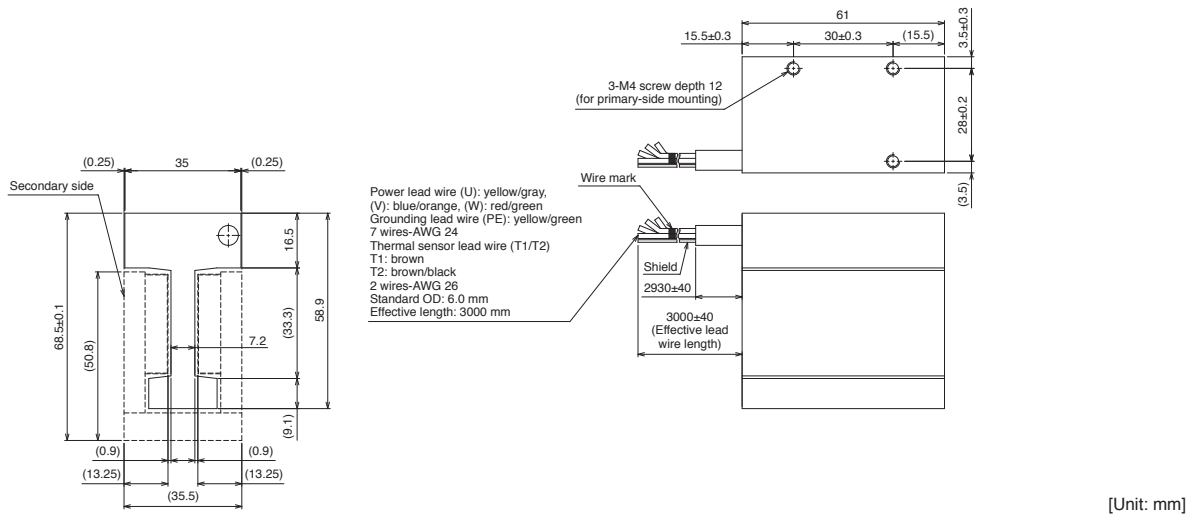 61
15.5±0.3
30±0.3
(15.5)
3.5±0.3
3-M4 screw depth 12
(for primary-side mounting)
28±0.2
(3.5)
(0.25)
35
(0.25)
Secondary side
Power lead wire (U): yellow/gray,
(V): blue/orange, (W): red/green
Grounding lead wire (PE): yellow/green
7 wires-AWG 24
Thermal sensor lead wire (T1/T2)
T1: brown
T2: brown/black
2 wires-AWG 26
Standard OD: 6.0 mm
Effective length: 3000 mm
Wire mark
Shield
2930±40
3000±40
(Effective lead
wire length)
16.5
68.5±0.1
(50.8)
7.2
(33.3)
58.9
(9.1)
(0.9)
(0.9)
(13.25)
(13.25)
(35.5)
[Unit: mm]